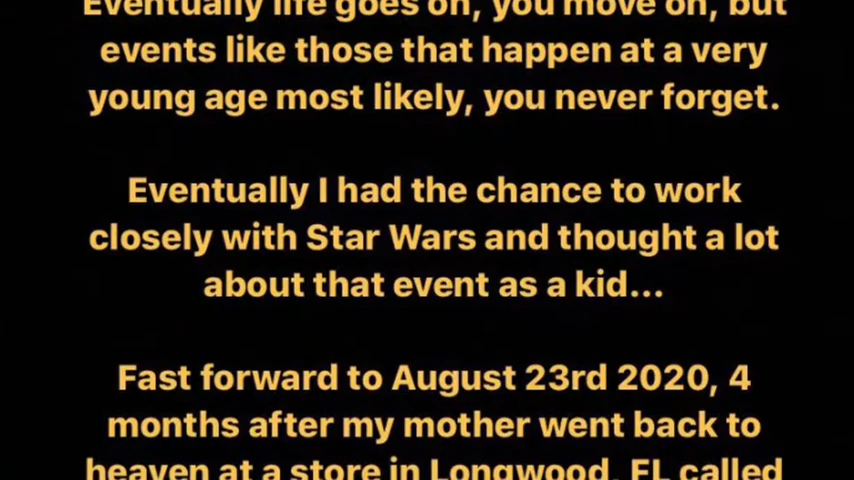 Eventually life goes on, you move on, but
events like those that happen at a very
young age most likely, you never forget.
Eventually I had the chance to work
closely with Star Wars and thought a lot
about that event as a kid...
Fast forward to August 23rd 2020, 4
months after my mother went back to
heaven at a store in Longwood, FL called